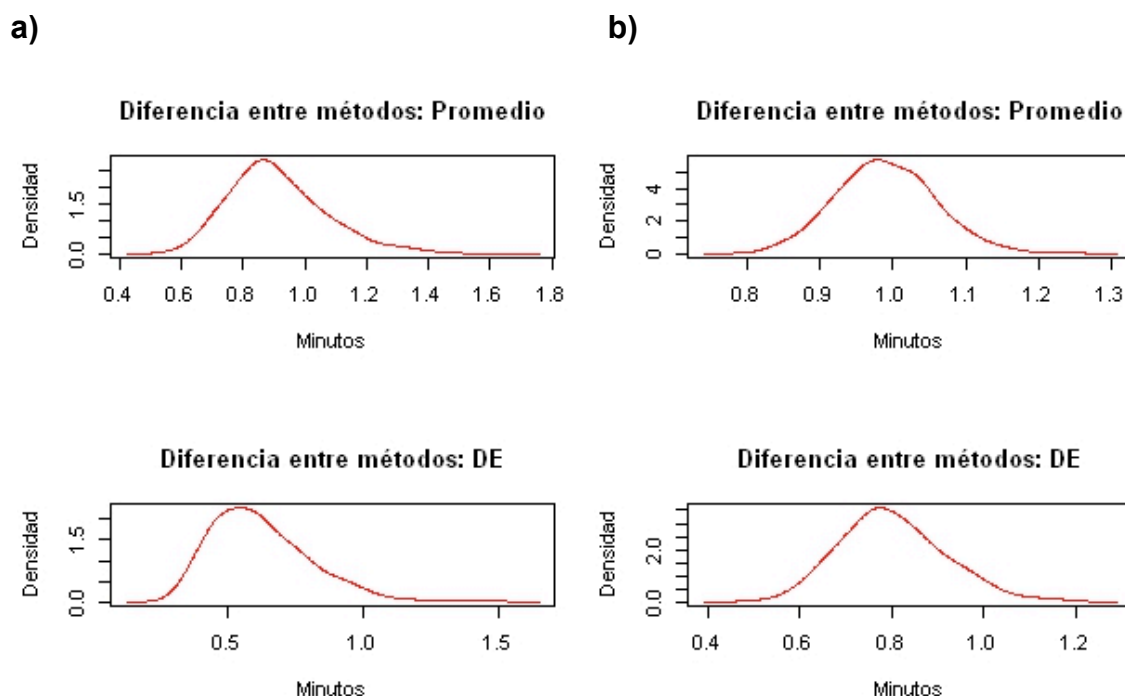 a)
b)
Diferencia entre métodos: Promedio
Densidad
0.0 1.5
0.4 0.6 0.8 1.0 1.2 1.4 1.6 1.8
Minutos
Diferencia entre métodos: Promedio
Densidad
0 2 4
0.8 0.9 1.0 1.1 1.2 1.3
Minutos
Diferencia entre métodos: DE
Densidad
0.0 1.5
0.5 1.0 1.5
Minutos
Diferencia entre métodos: DE
Densidad
0.0 2.0
0.4 0.6 0.8 1.0 1.2
Minutos